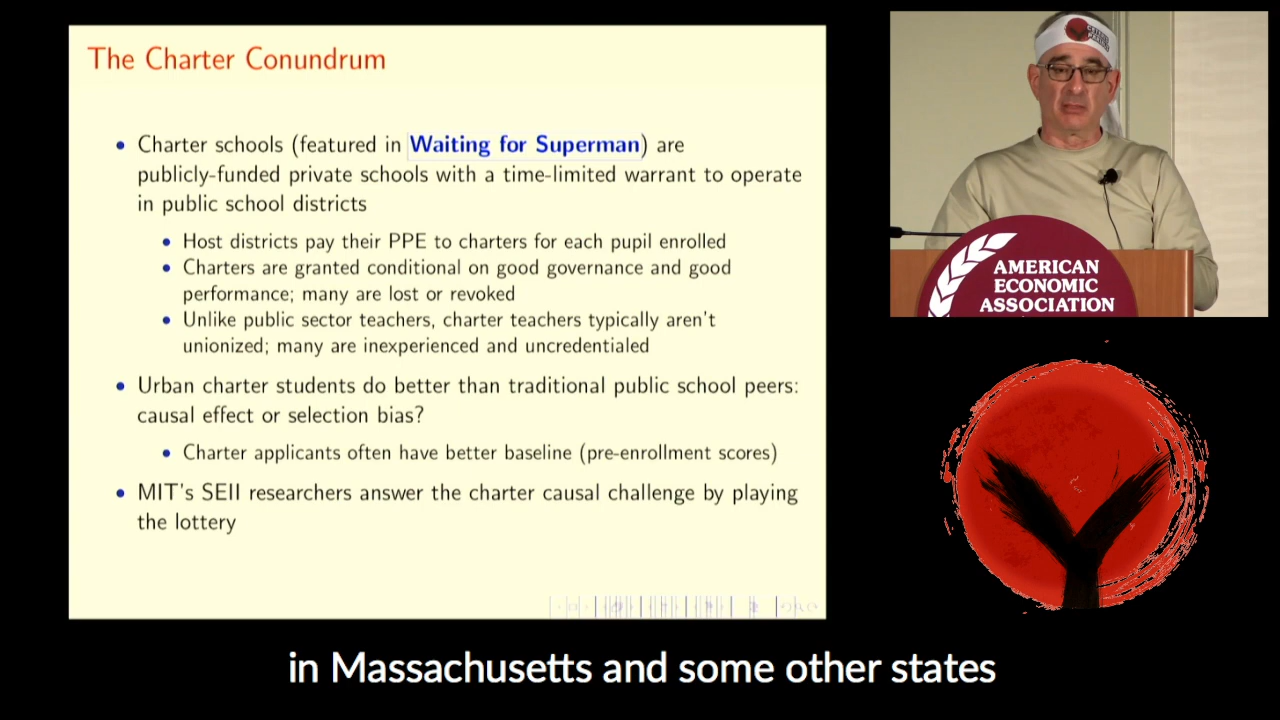 The Charter Conundrum
Charter schools (featured in Waiting for Superman) are
publicly-funded private schools with a time-limited warrant to operate
in public school districts
Host districts pay their PPE to charters for each pupil enrolled
Charters are granted conditional on good governance and good
performance; many are lost or revoked
Unlike public sector teachers, charter teachers typically aren't
unionized; many are inexperienced and uncredentialed
Urban charter students do better than traditional public school peers:
causal effect or selection bias?
Charter applicants often have better baseline (pre-enrollment scores)
MIT's SEII researchers answer the charter causal challenge by playing
the lottery
AMERICAN
ECONOMIC
ASSOCIATION
in Massachusetts and some other states